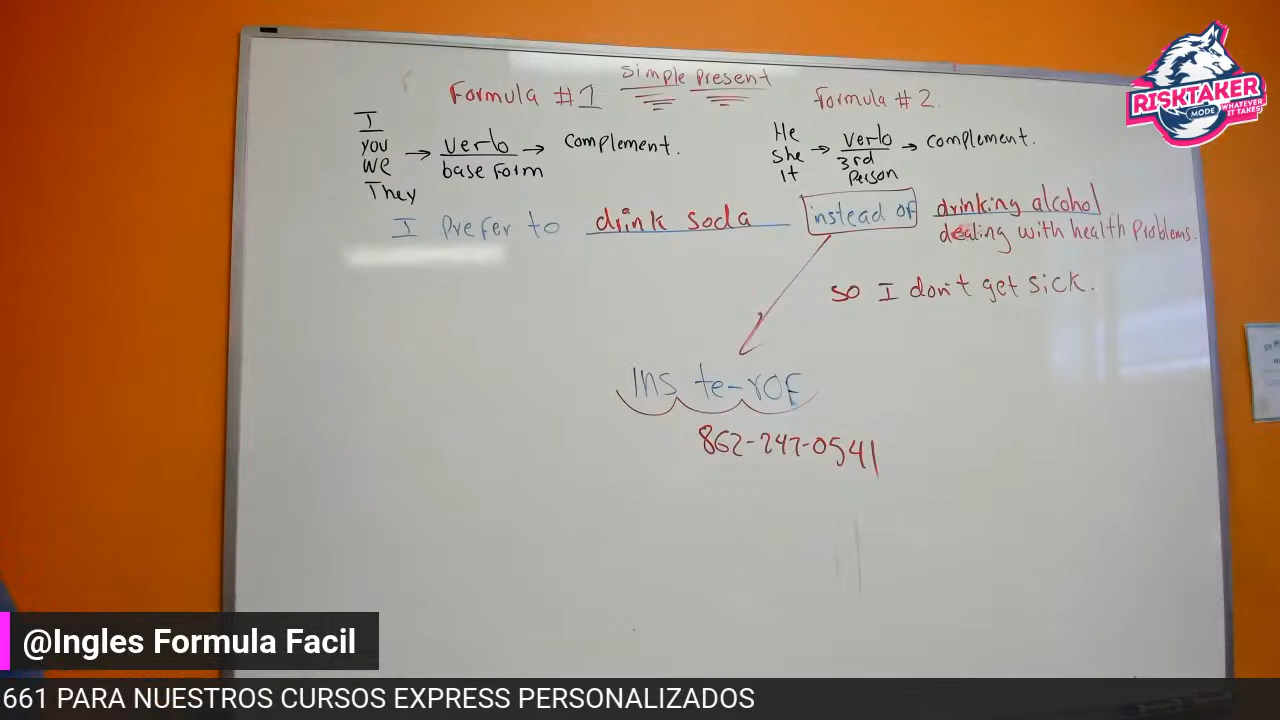 simple present
Formula #1
Formula # 2.
I
you
We
They
verb
base Form
complement.
He
she
It
verb
3rd
Person
complement.
I prefer to drink soda instead of drinking alcohol
dealing with health Problems.
so I don't get sick.
Ins te-rOF
862-247-0541
RISKTAKER
MODE
WHATEVER
IT TAKES!
@Ingles Formula Facil
661 PARA NUESTROS CURSOS EXPRESS PERSONALIZADOS